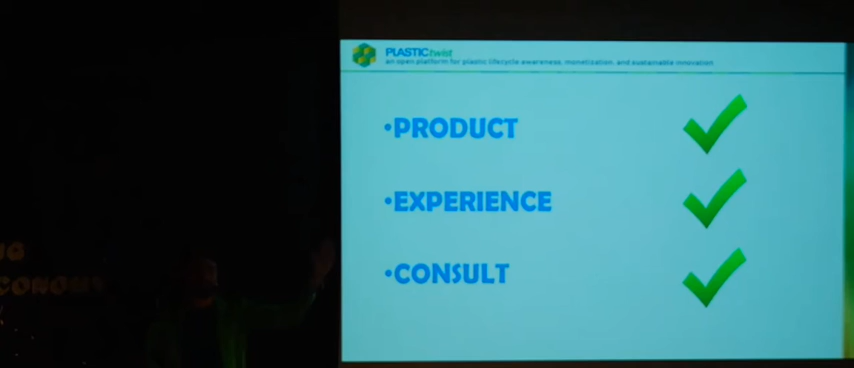 PLASTICtwist
an open platform for plastic lifecycle awareness, monetization, and sustainable innovation
•PRODUCT
•EXPERIENCE
•CONSULT